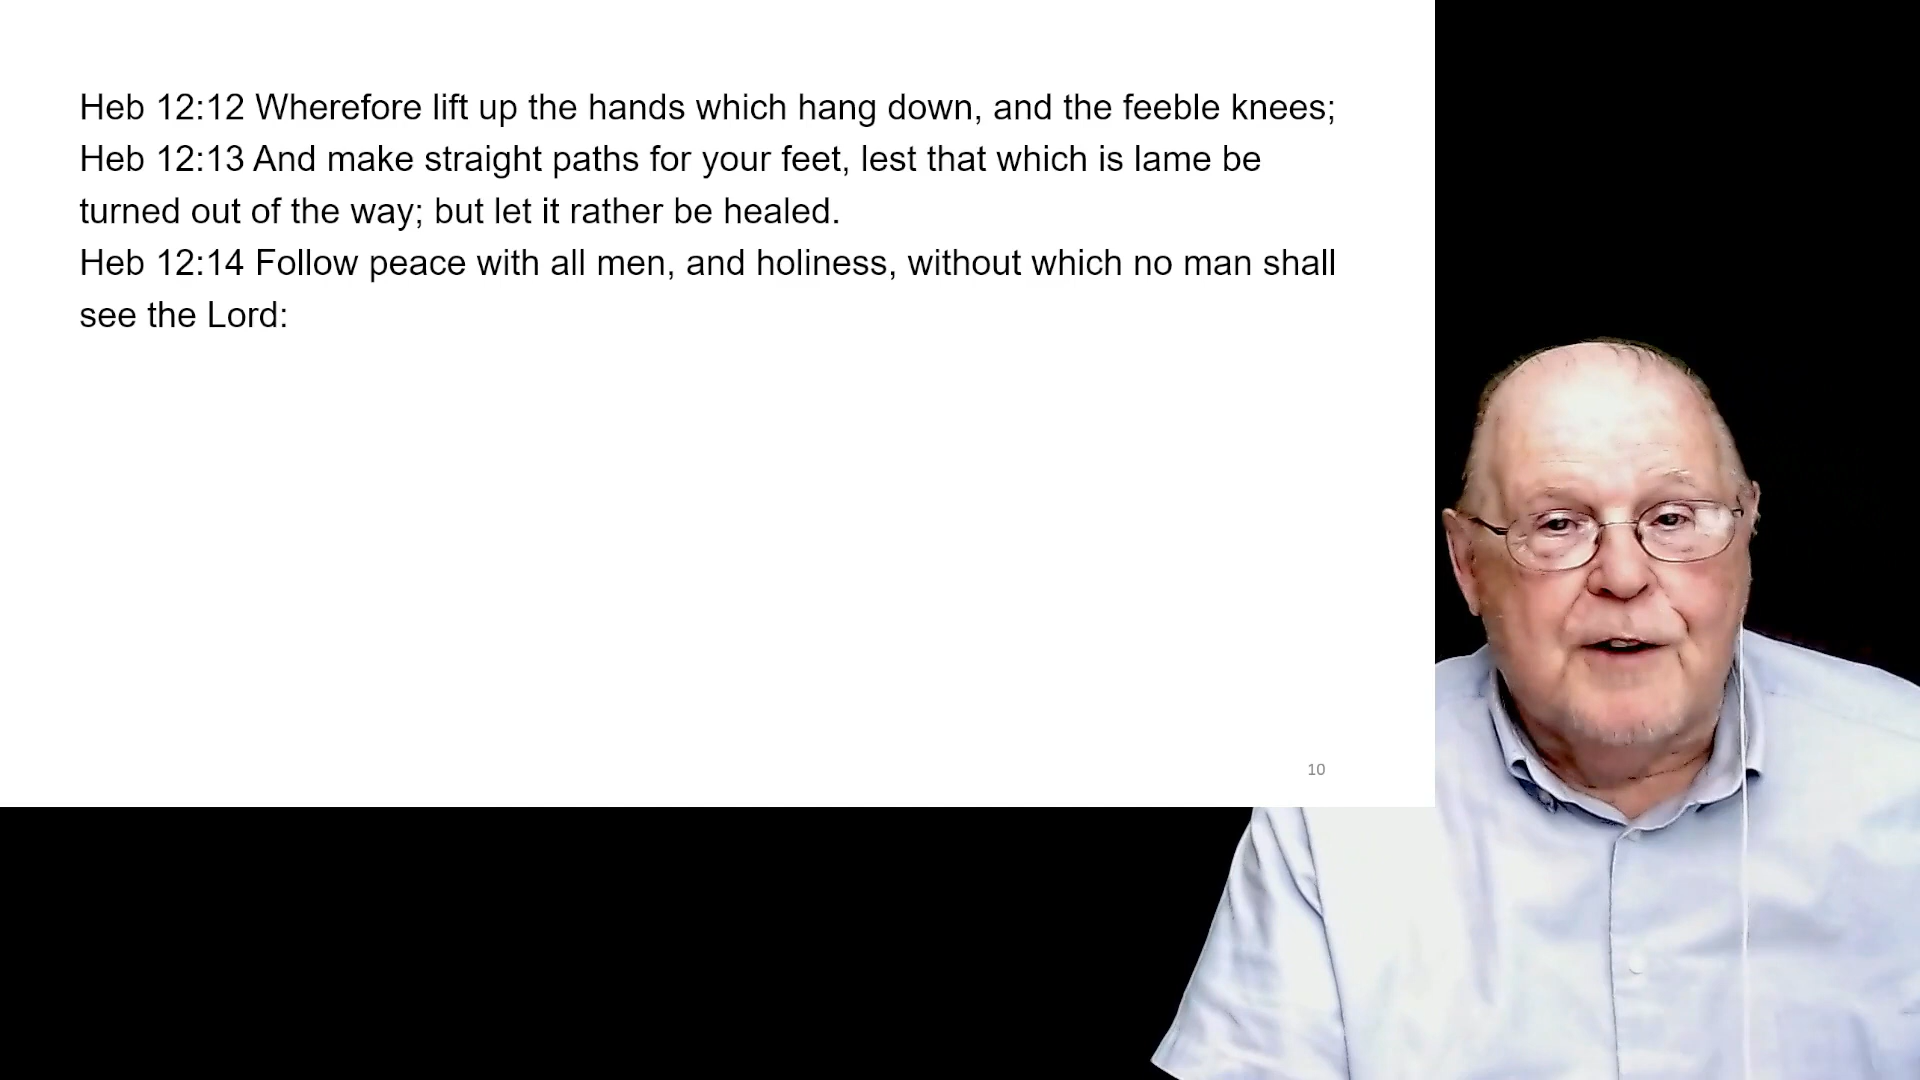 Heb 12:12 Wherefore lift up the hands which hang down, and the feeble knees;
Heb 12:13 And make straight paths for your feet, lest that which is lame be
turned out of the way; but let it rather be healed.
Heb 12:14 Follow peace with all men, and holiness, without which no man shall
see the Lord:
10